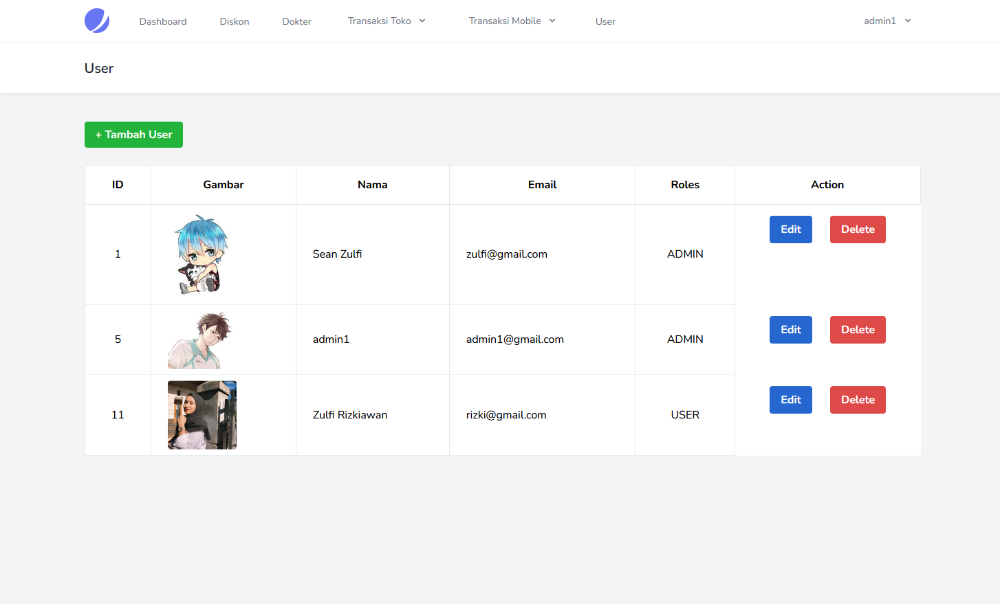 Dashboard Diskon Dokter Transaksi Toko Transaksi Mobile User admin1
User
+ Tambah User
ID Gambar Nama Email Roles Action
1 Sean Zulfi zulfi@gmail.com ADMIN Edit Delete
5 admin1 admin1@gmail.com ADMIN Edit Delete
11 Zulfi Rizkiawan rizki@gmail.com USER Edit Delete